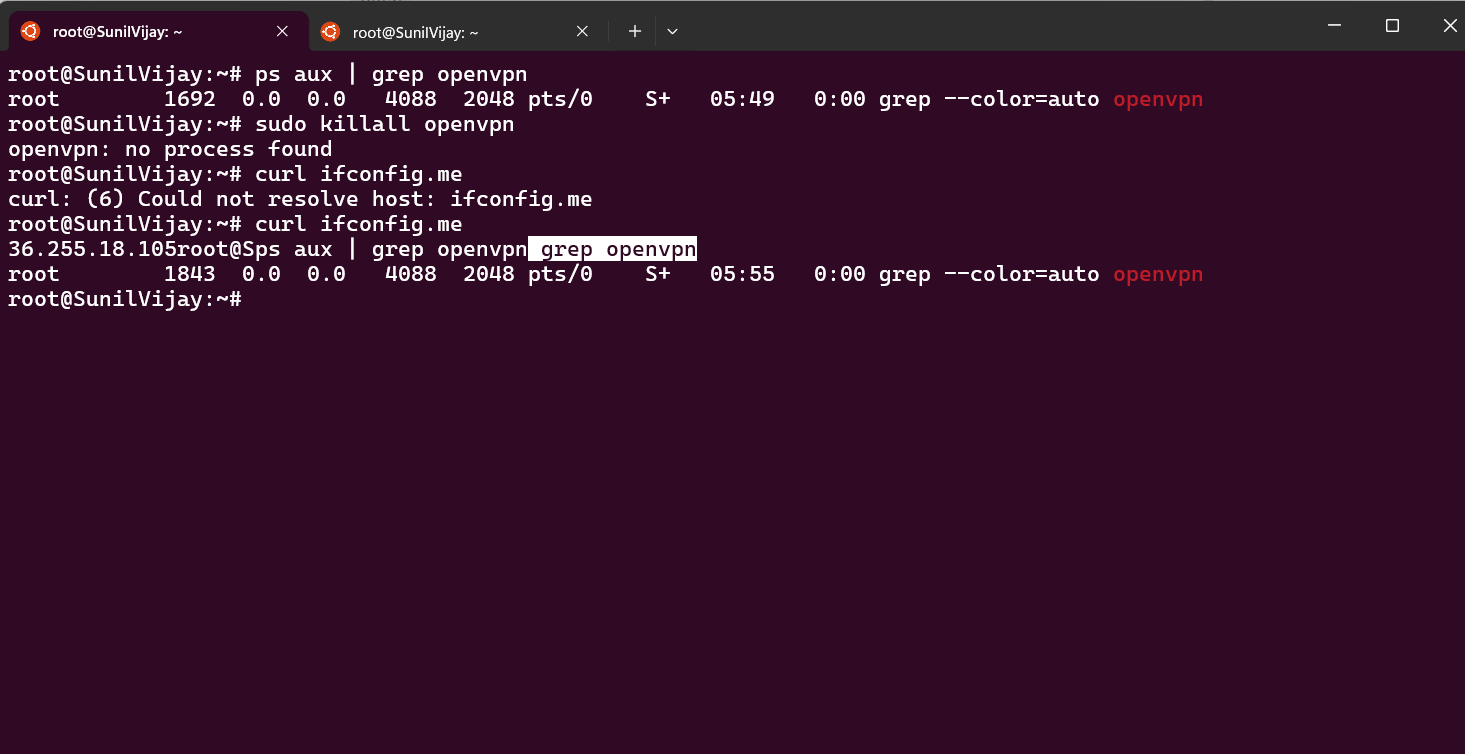 root@SunilVijay: ~
root@SunilVijay: ~
root@SunilVijay:~# ps aux | grep openvpn
root        1692  0.0  0.0   4088  2048 pts/0    S+   05:49   0:00 grep --color=auto openvpn
root@SunilVijay:~# sudo killall openvpn
openvpn: no process found
root@SunilVijay:~# curl ifconfig.me
curl: (6) Could not resolve host: ifconfig.me
root@SunilVijay:~# curl ifconfig.me
36.255.18.105root@Sps aux | grep openvpn grep openvpn
root        1843  0.0  0.0   4088  2048 pts/0    S+   05:55   0:00 grep --color=auto openvpn
root@SunilVijay:~#